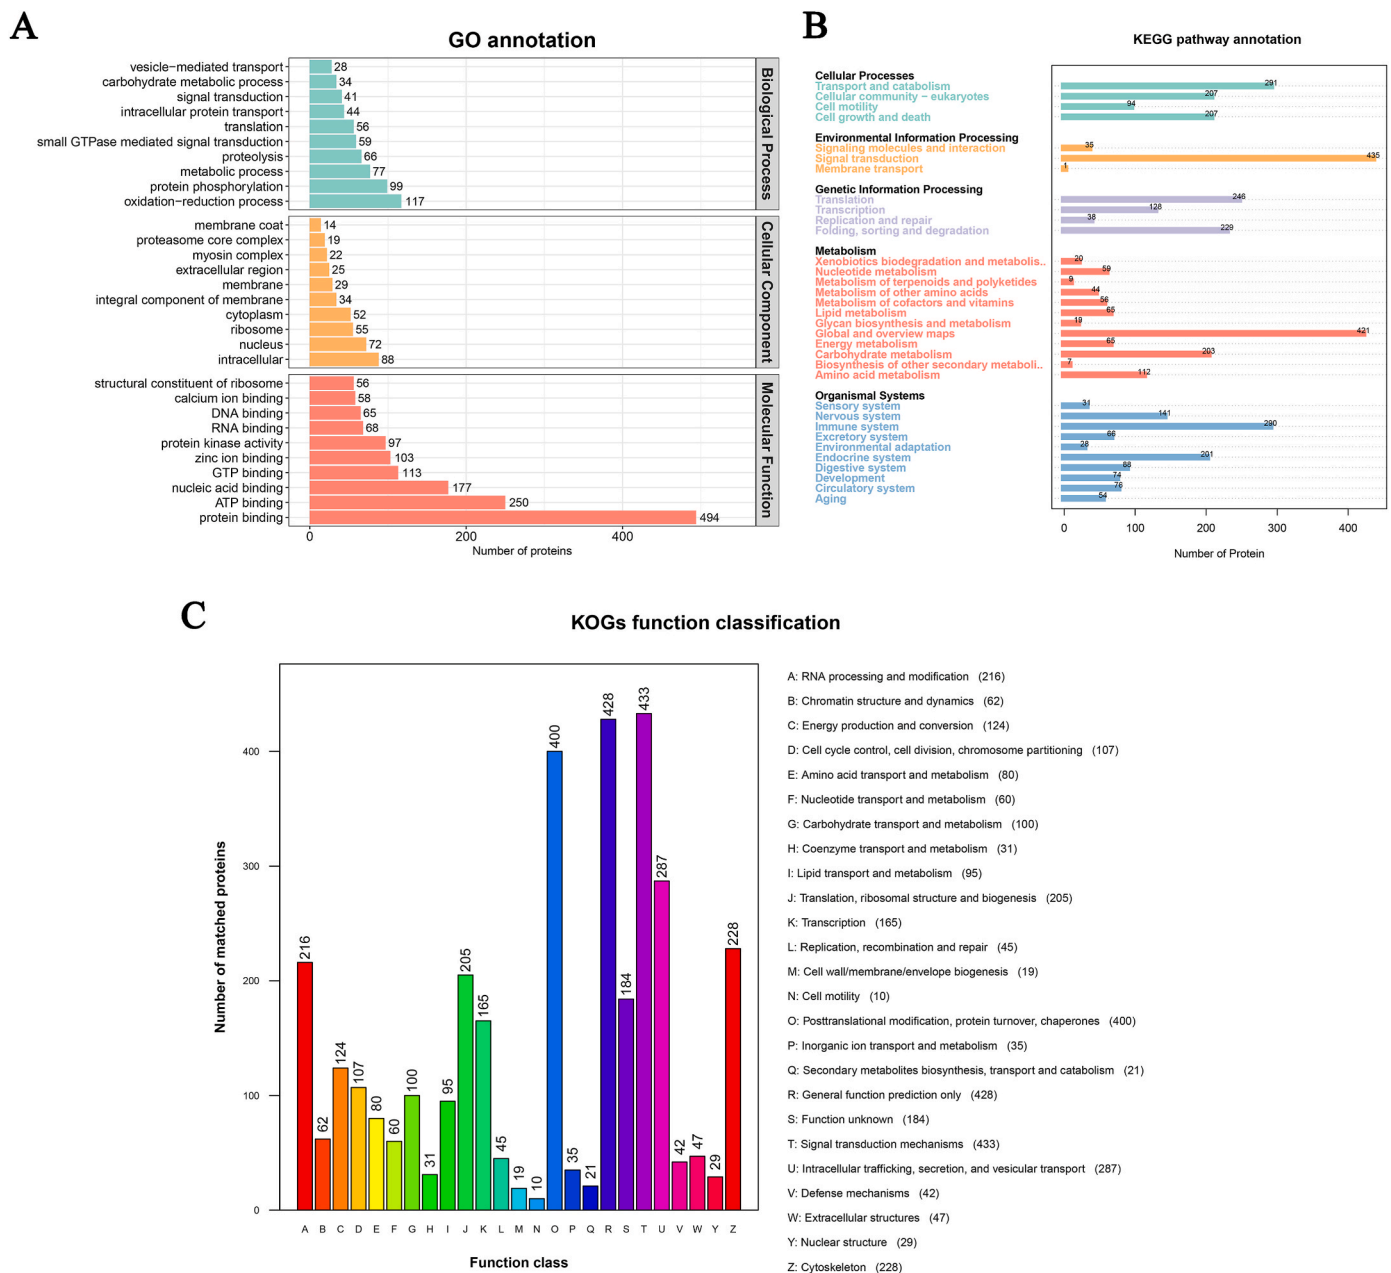 A
GO annotation
vesicle−mediated transport 28
carbohydrate metabolic process 34
signal transduction 41
intracellular protein transport 44
translation 56
small GTPase mediated signal transduction 59
proteolysis 66
metabolic process 77
protein phosphorylation 99
oxidation−reduction process 117
Biological Process
membrane coat 14
proteasome core complex 19
myosin complex 22
extracellular region 25
membrane 29
integral component of membrane 34
cytoplasm 52
ribosome 55
nucleus 72
intracellular 88
Cellular Component
structural constituent of ribosome 56
calcium ion binding 58
DNA binding 65
RNA binding 68
protein kinase activity 97
zinc ion binding 103
GTP binding 113
nucleic acid binding 177
ATP binding 250
protein binding 494
Molecular Function
0 200 400
Number of proteins
B
KEGG pathway annotation
Cellular Processes
Transport and catabolism 291
Cellular community − eukaryotes 207
Cell motility 94
Cell growth and death 207
Environmental Information Processing
Signaling molecules and interaction 35
Signal transduction 435
Membrane transport 1
Genetic Information Processing
Translation 246
Transcription 128
Replication and repair 38
Folding, sorting and degradation 229
Metabolism
Xenobiotics biodegradation and metabolis.. 20
Nucleotide metabolism 59
Metabolism of terpenoids and polyketides 9
Metabolism of other amino acids 44
Metabolism of cofactors and vitamins 56
Lipid metabolism 65
Glycan biosynthesis and metabolism 19
Global and overview maps 421
Energy metabolism 65
Carbohydrate metabolism 203
Biosynthesis of other secondary metaboli.. 7
Amino acid metabolism 112
Organismal Systems
Sensory system 31
Nervous system 141
Immune system 290
Excretory system 66
Environmental adaptation 28
Endocrine system 201
Digestive system 88
Development 74
Circulatory system 76
Aging 54
0 100 200 300 400
Number of Protein
C
KOGs function classification
Number of matched proteins
400
300
200
100
0
216 62 124 107 80 60 100 31 95 205 165 45 19 10 400 35 21 428 184 433 287 42 47 29 228
A B C D E F G H I J K L M N O P Q R S T U V W Y Z
Function class
A: RNA processing and modification (216)
B: Chromatin structure and dynamics (62)
C: Energy production and conversion (124)
D: Cell cycle control, cell division, chromosome partitioning (107)
E: Amino acid transport and metabolism (80)
F: Nucleotide transport and metabolism (60)
G: Carbohydrate transport and metabolism (100)
H: Coenzyme transport and metabolism (31)
I: Lipid transport and metabolism (95)
J: Translation, ribosomal structure and biogenesis (205)
K: Transcription (165)
L: Replication, recombination and repair (45)
M: Cell wall/membrane/envelope biogenesis (19)
N: Cell motility (10)
O: Posttranslational modification, protein turnover, chaperones (400)
P: Inorganic ion transport and metabolism (35)
Q: Secondary metabolites biosynthesis, transport and catabolism (21)
R: General function prediction only (428)
S: Function unknown (184)
T: Signal transduction mechanisms (433)
U: Intracellular trafficking, secretion, and vesicular transport (287)
V: Defense mechanisms (42)
W: Extracellular structures (47)
Y: Nuclear structure (29)
Z: Cytoskeleton (228)